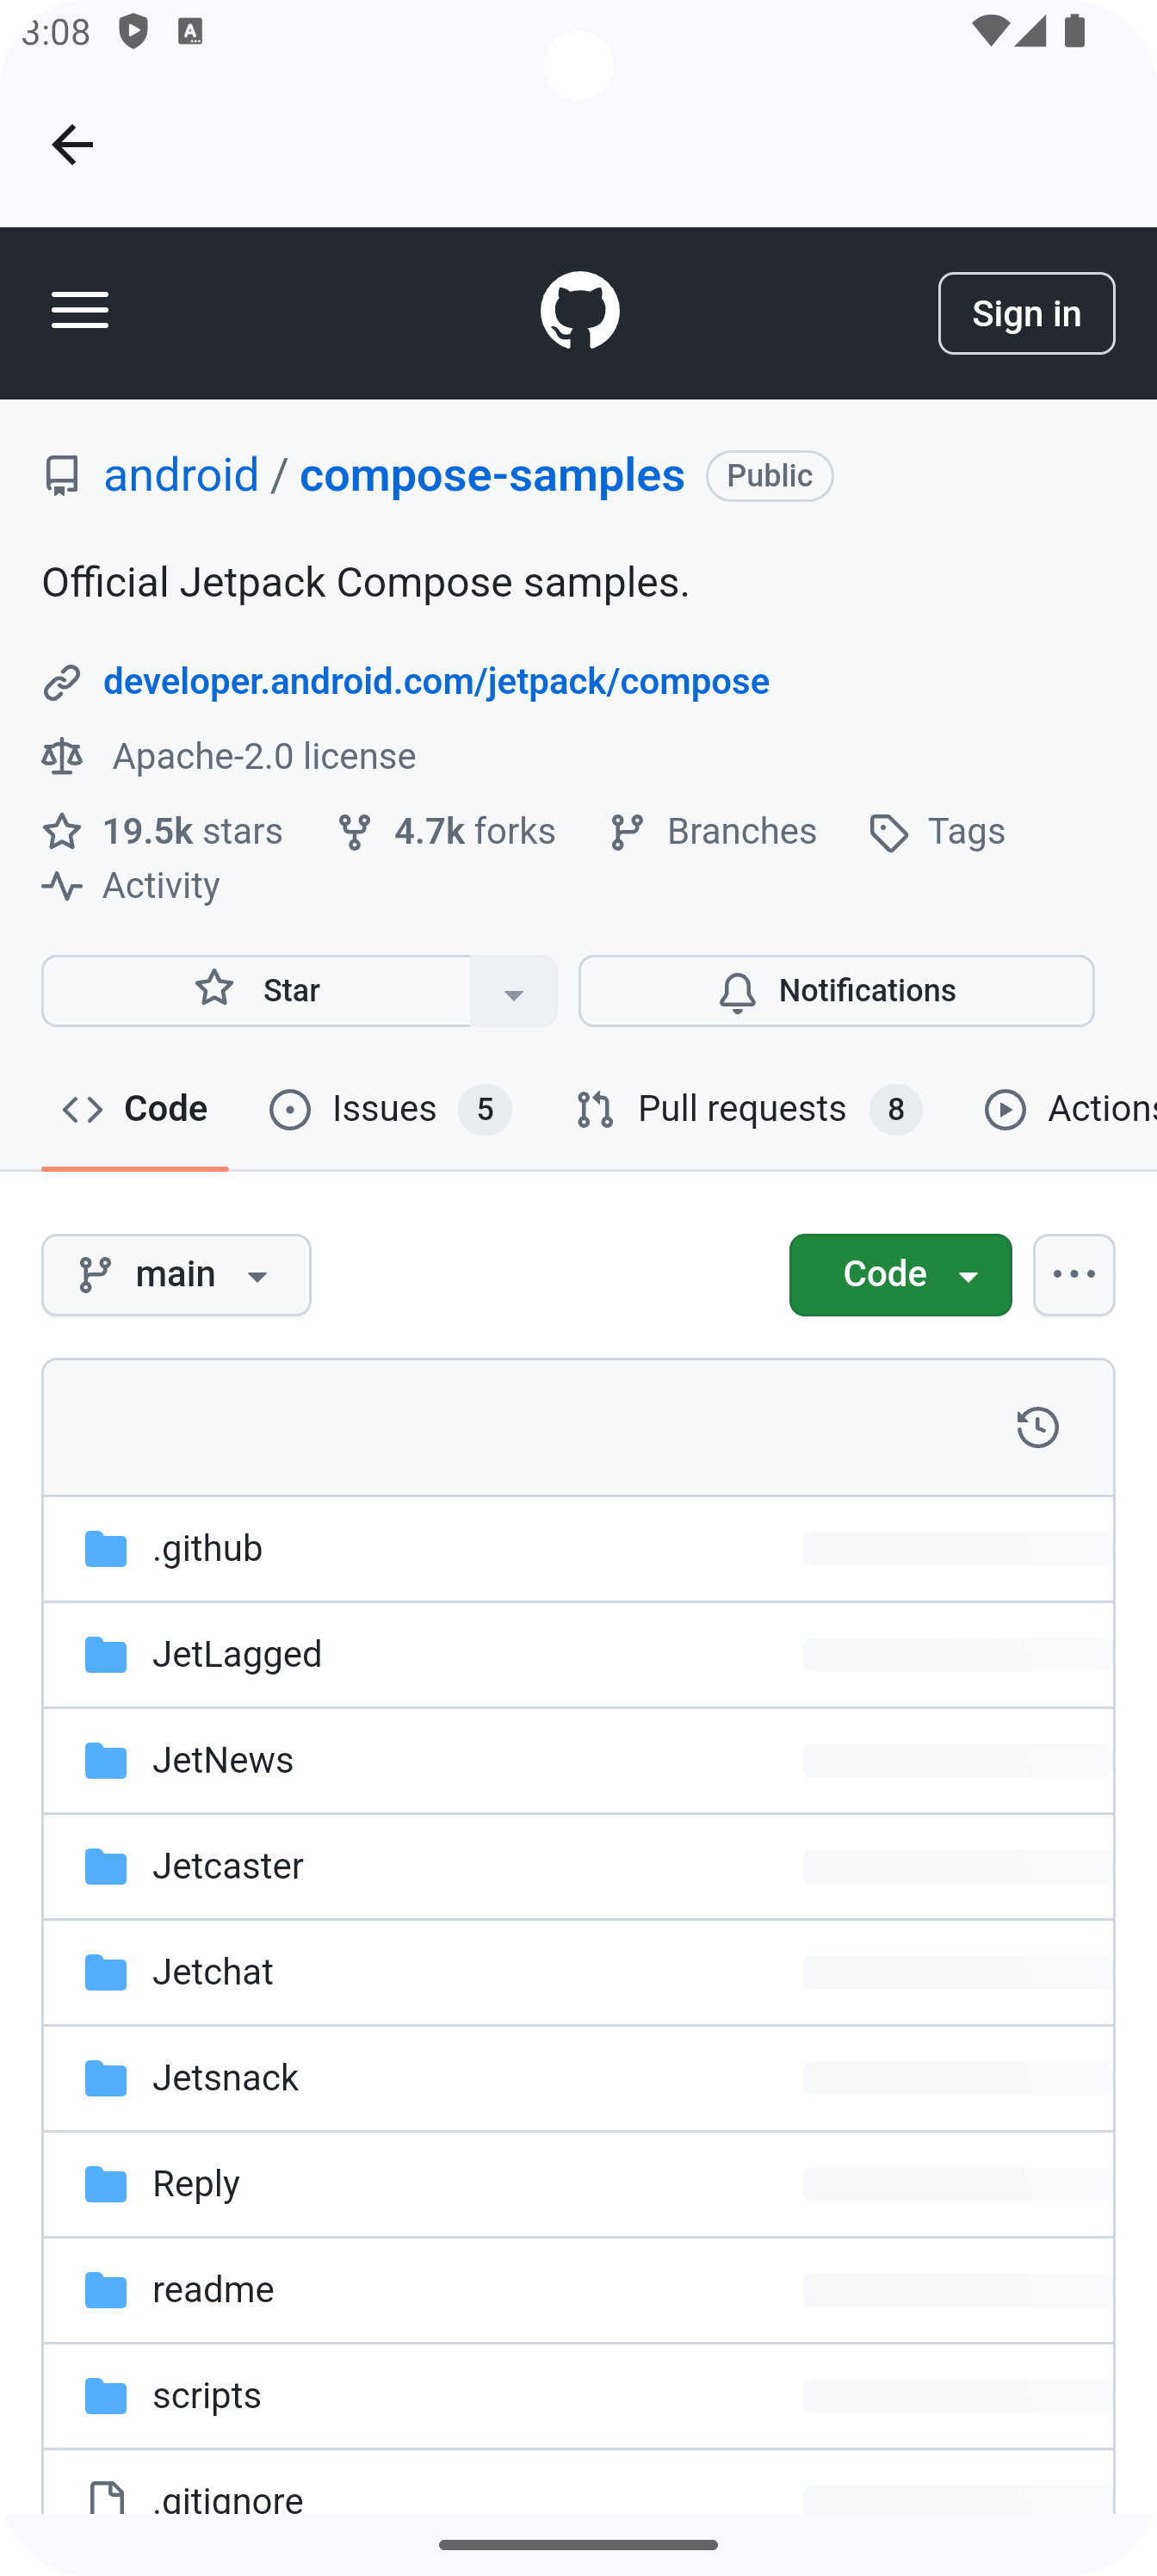 3:08
Sign in
android / compose-samples Public
Official Jetpack Compose samples.
developer.android.com/jetpack/compose
Apache-2.0 license
19.5k stars 4.7k forks Branches Tags
Activity
Star Notifications
Code Issues 5 Pull requests 8 Actions
main Code
.github
JetLagged
JetNews
Jetcaster
Jetchat
Jetsnack
Reply
readme
scripts
.gitignore